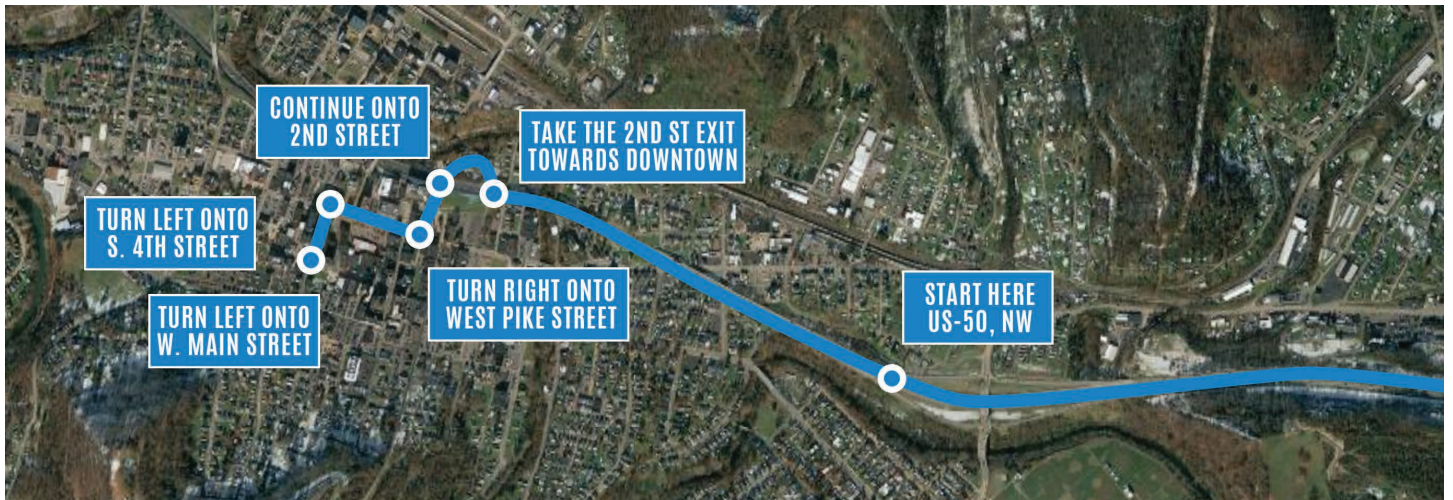 CONTINUE ONTO
2ND STREET
TAKE THE 2ND ST EXIT
TOWARDS DOWNTOWN
TURN LEFT ONTO
S. 4TH STREET
TURN RIGHT ONTO
WEST PIKE STREET
START HERE
US-50, NW
TURN LEFT ONTO
W. MAIN STREET